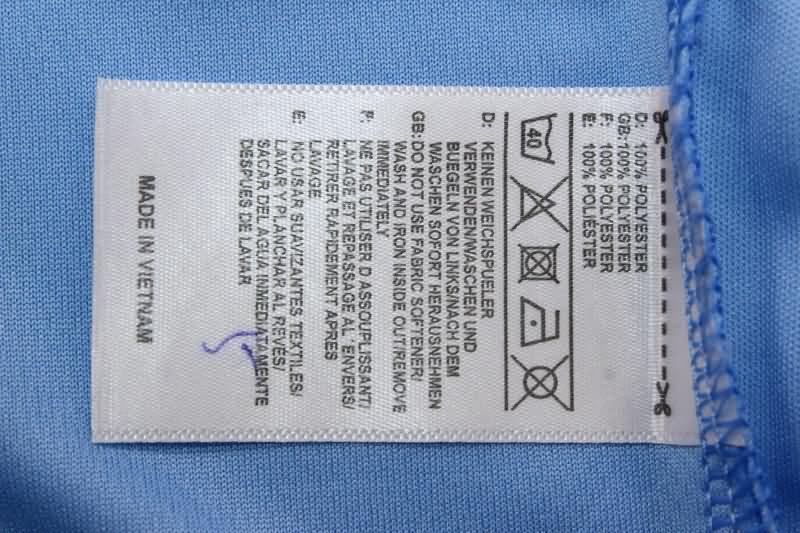 D: 100% POLYESTER
GB: 100% POLYESTER
F: 100% POLYESTER
E: 100% POLIÉSTER
40
D: KEINEN WEICHSPUELER
VERWENDEN/WASCHEN UND
BUEGELN VON LINKS/NACH DEM
WASCHEN SOFORT HERAUSNEHMEN
GB: DO NOT USE FABRIC SOFTENER/
WASH AND IRON INSIDE OUT/REMOVE
IMMEDIATELY
F: NE PAS UTILISER D ASSOUPLISSANT/
LAVAGE ET REPASSAGE AL´ENVERS/
RETIRER RAPIDEMENT APRES
LAVAGE
E: NO USAR SUAVIZANTES TEXTILES/
LAVAR Y PLANCHAR AL REVÉS/
SACAR DEL AGUA INMEDIATAMENTE
DESPUES DE LAVAR
MADE IN VIETNAM